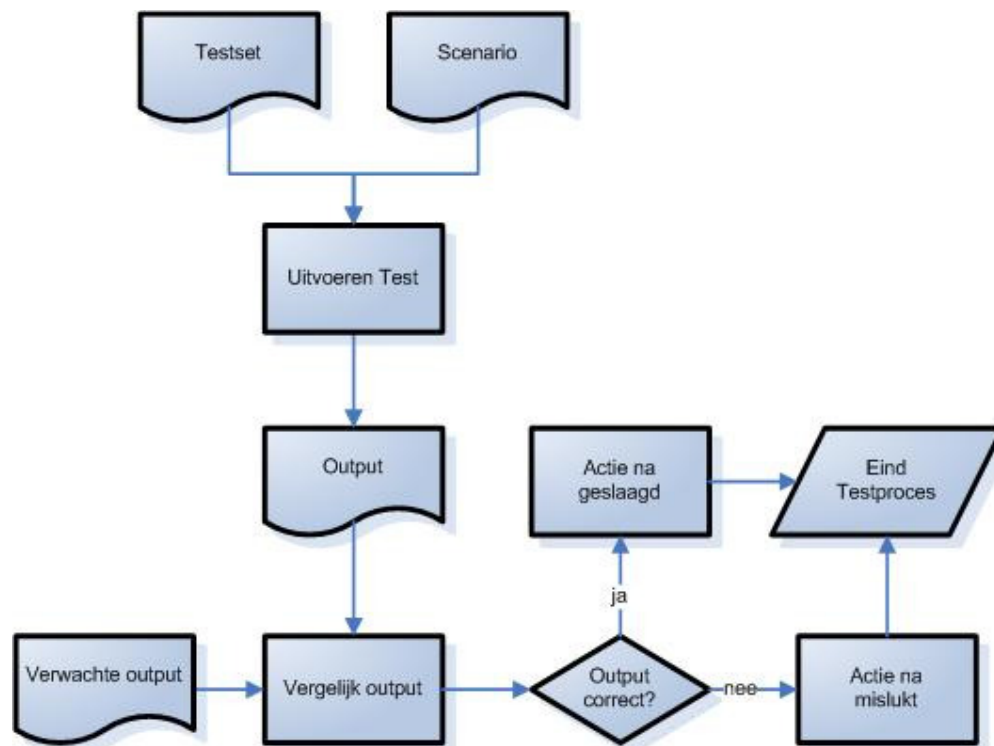 Testset
Scenario
Uitvoeren Test
Output
Actie na
geslaagd
Eind
Testproces
ja
Verwachte output
Vergelijk output
Output
correct?
nee
Actie na
mislukt